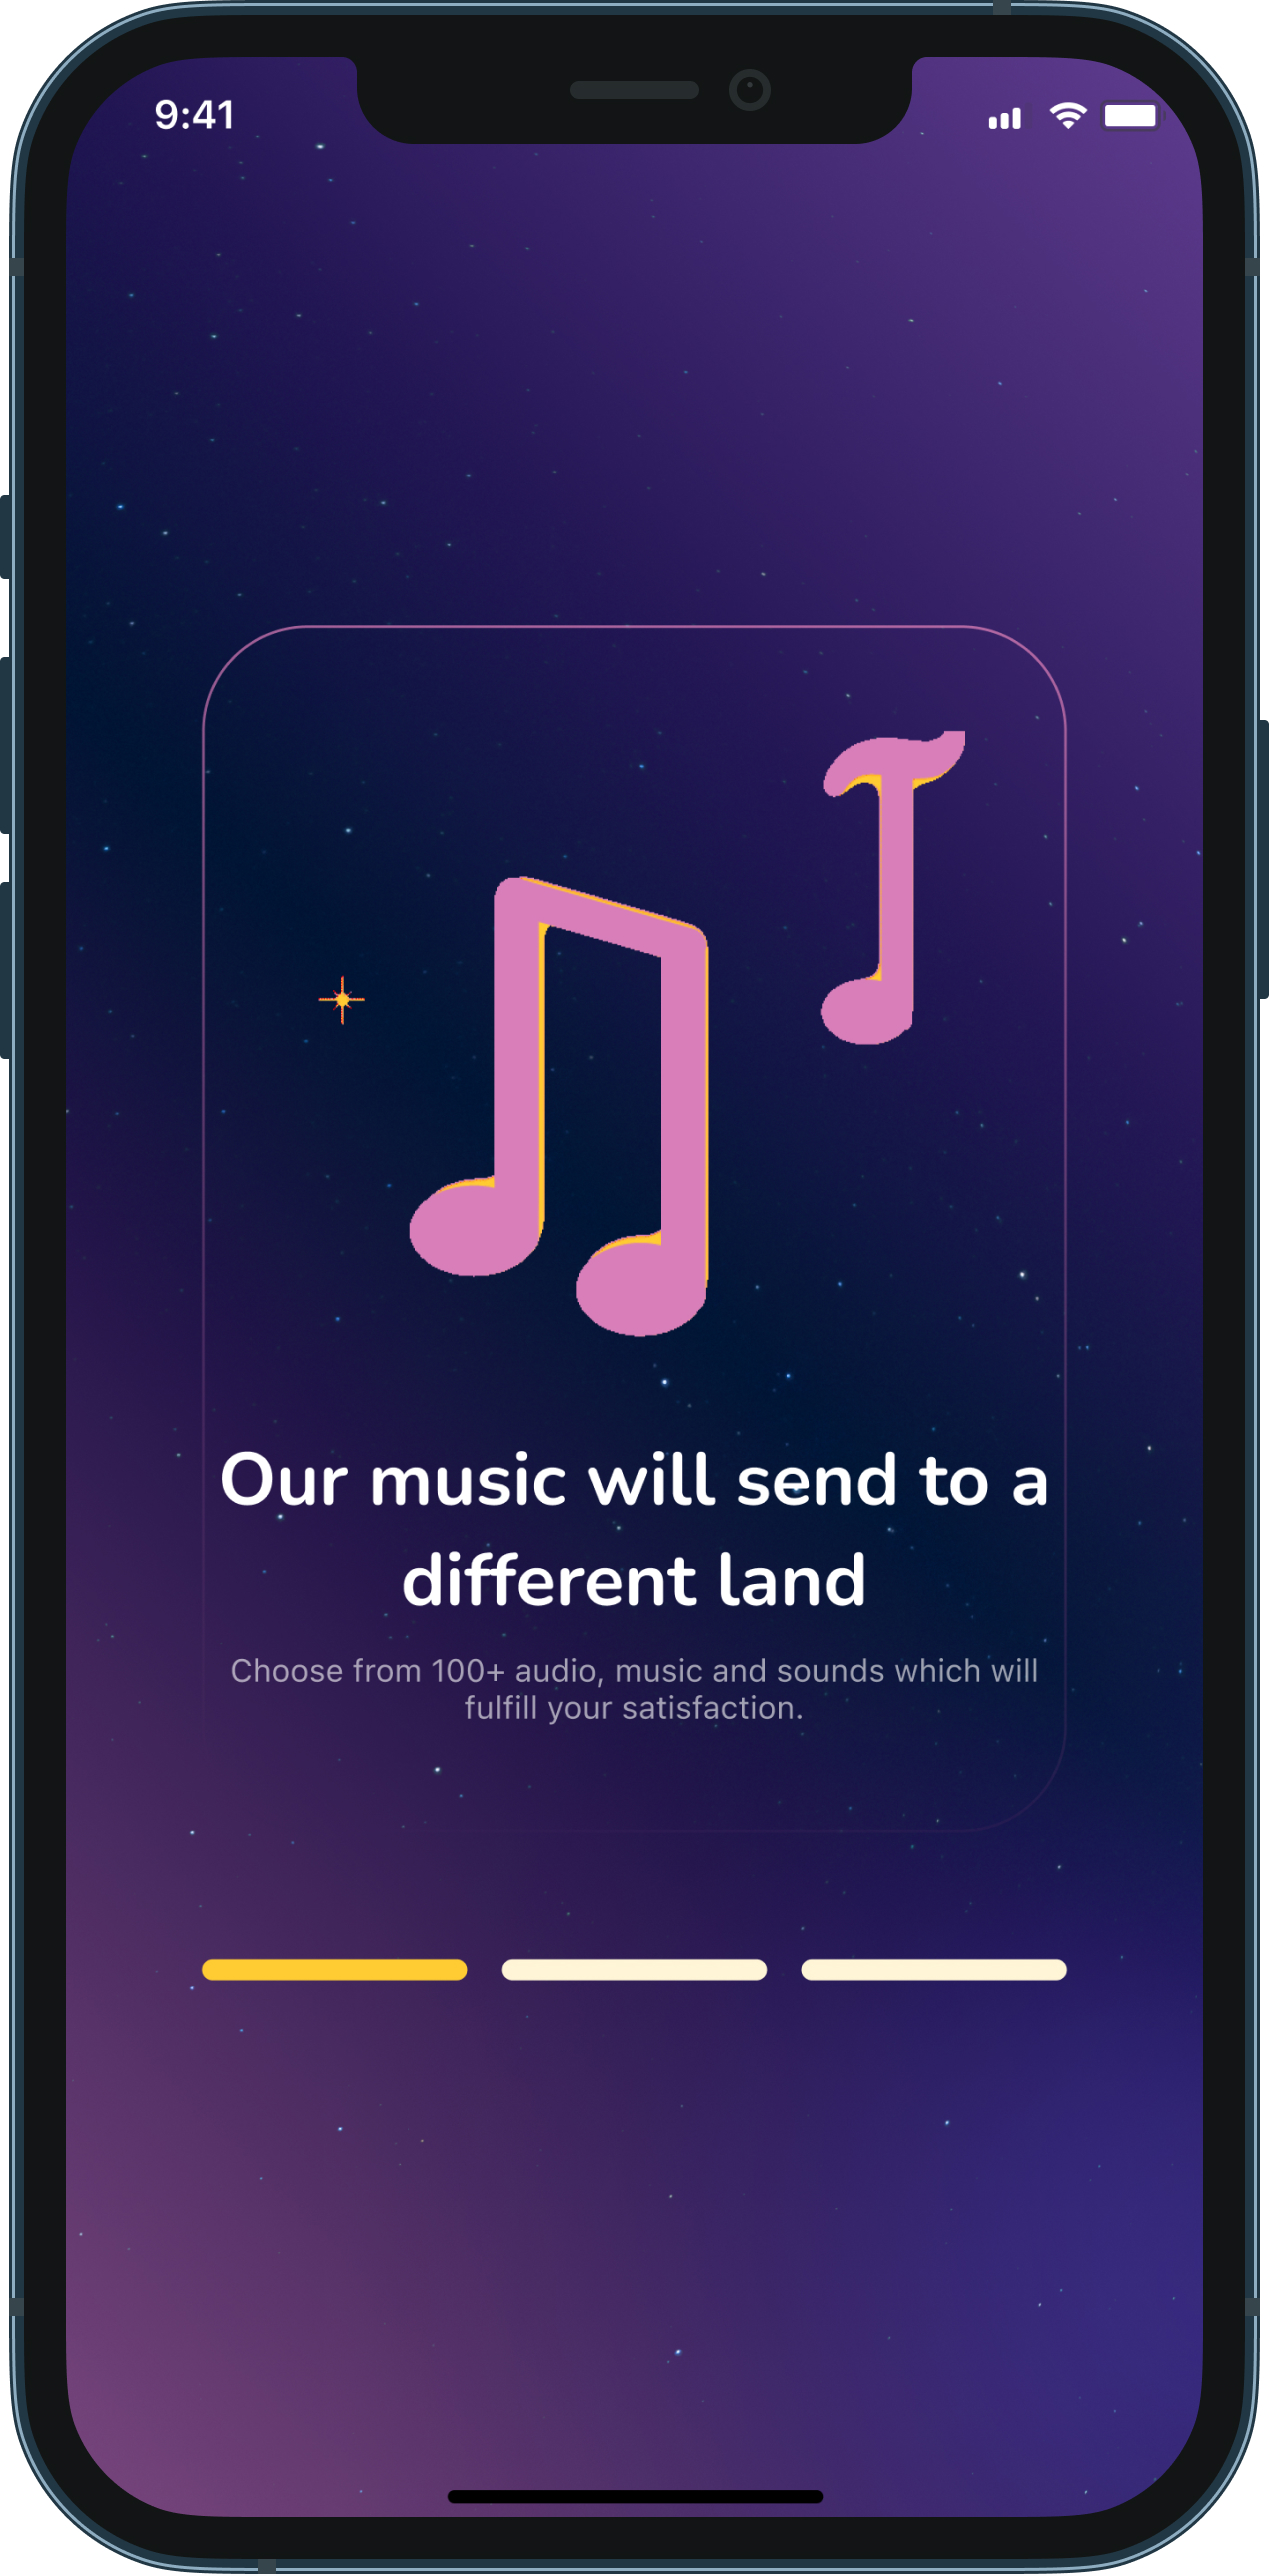 9:41
Our music will send to a
different land
Choose from 100+ audio, music and sounds which will
fulfill your satisfaction.